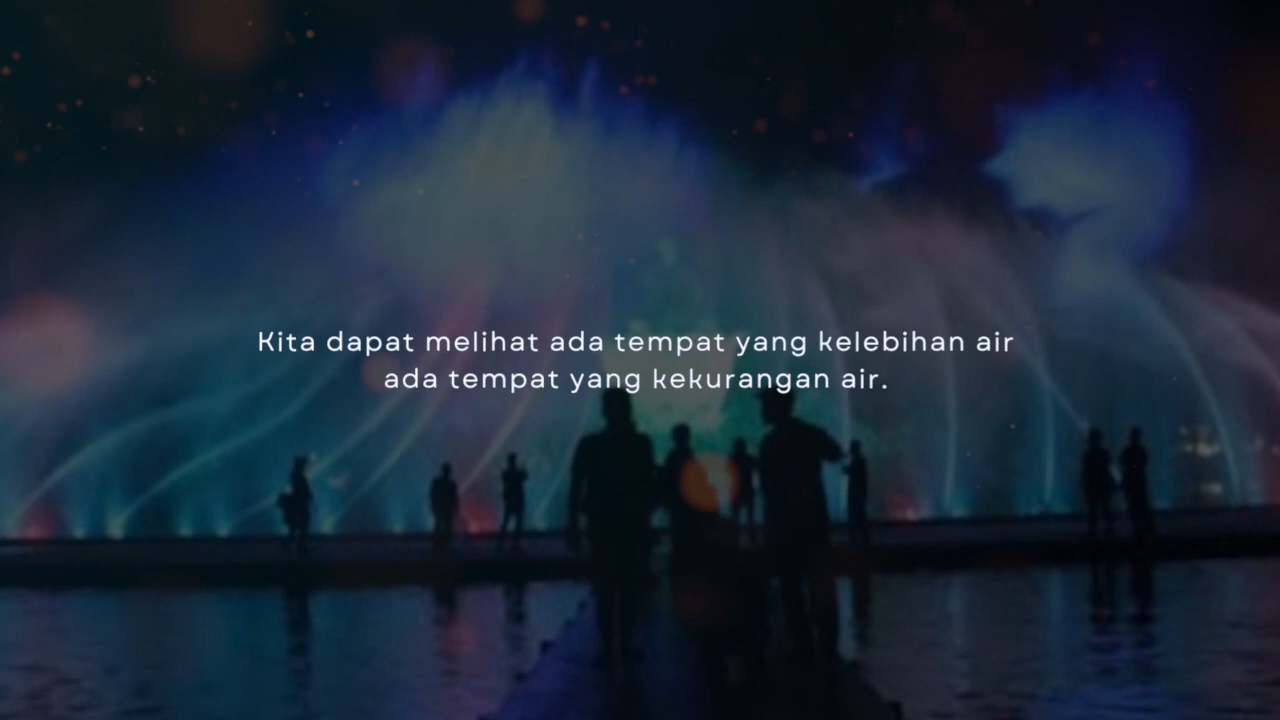 Kita dapat melihat ada tempat yang kelebihan air
ada tempat yang kekurangan air.